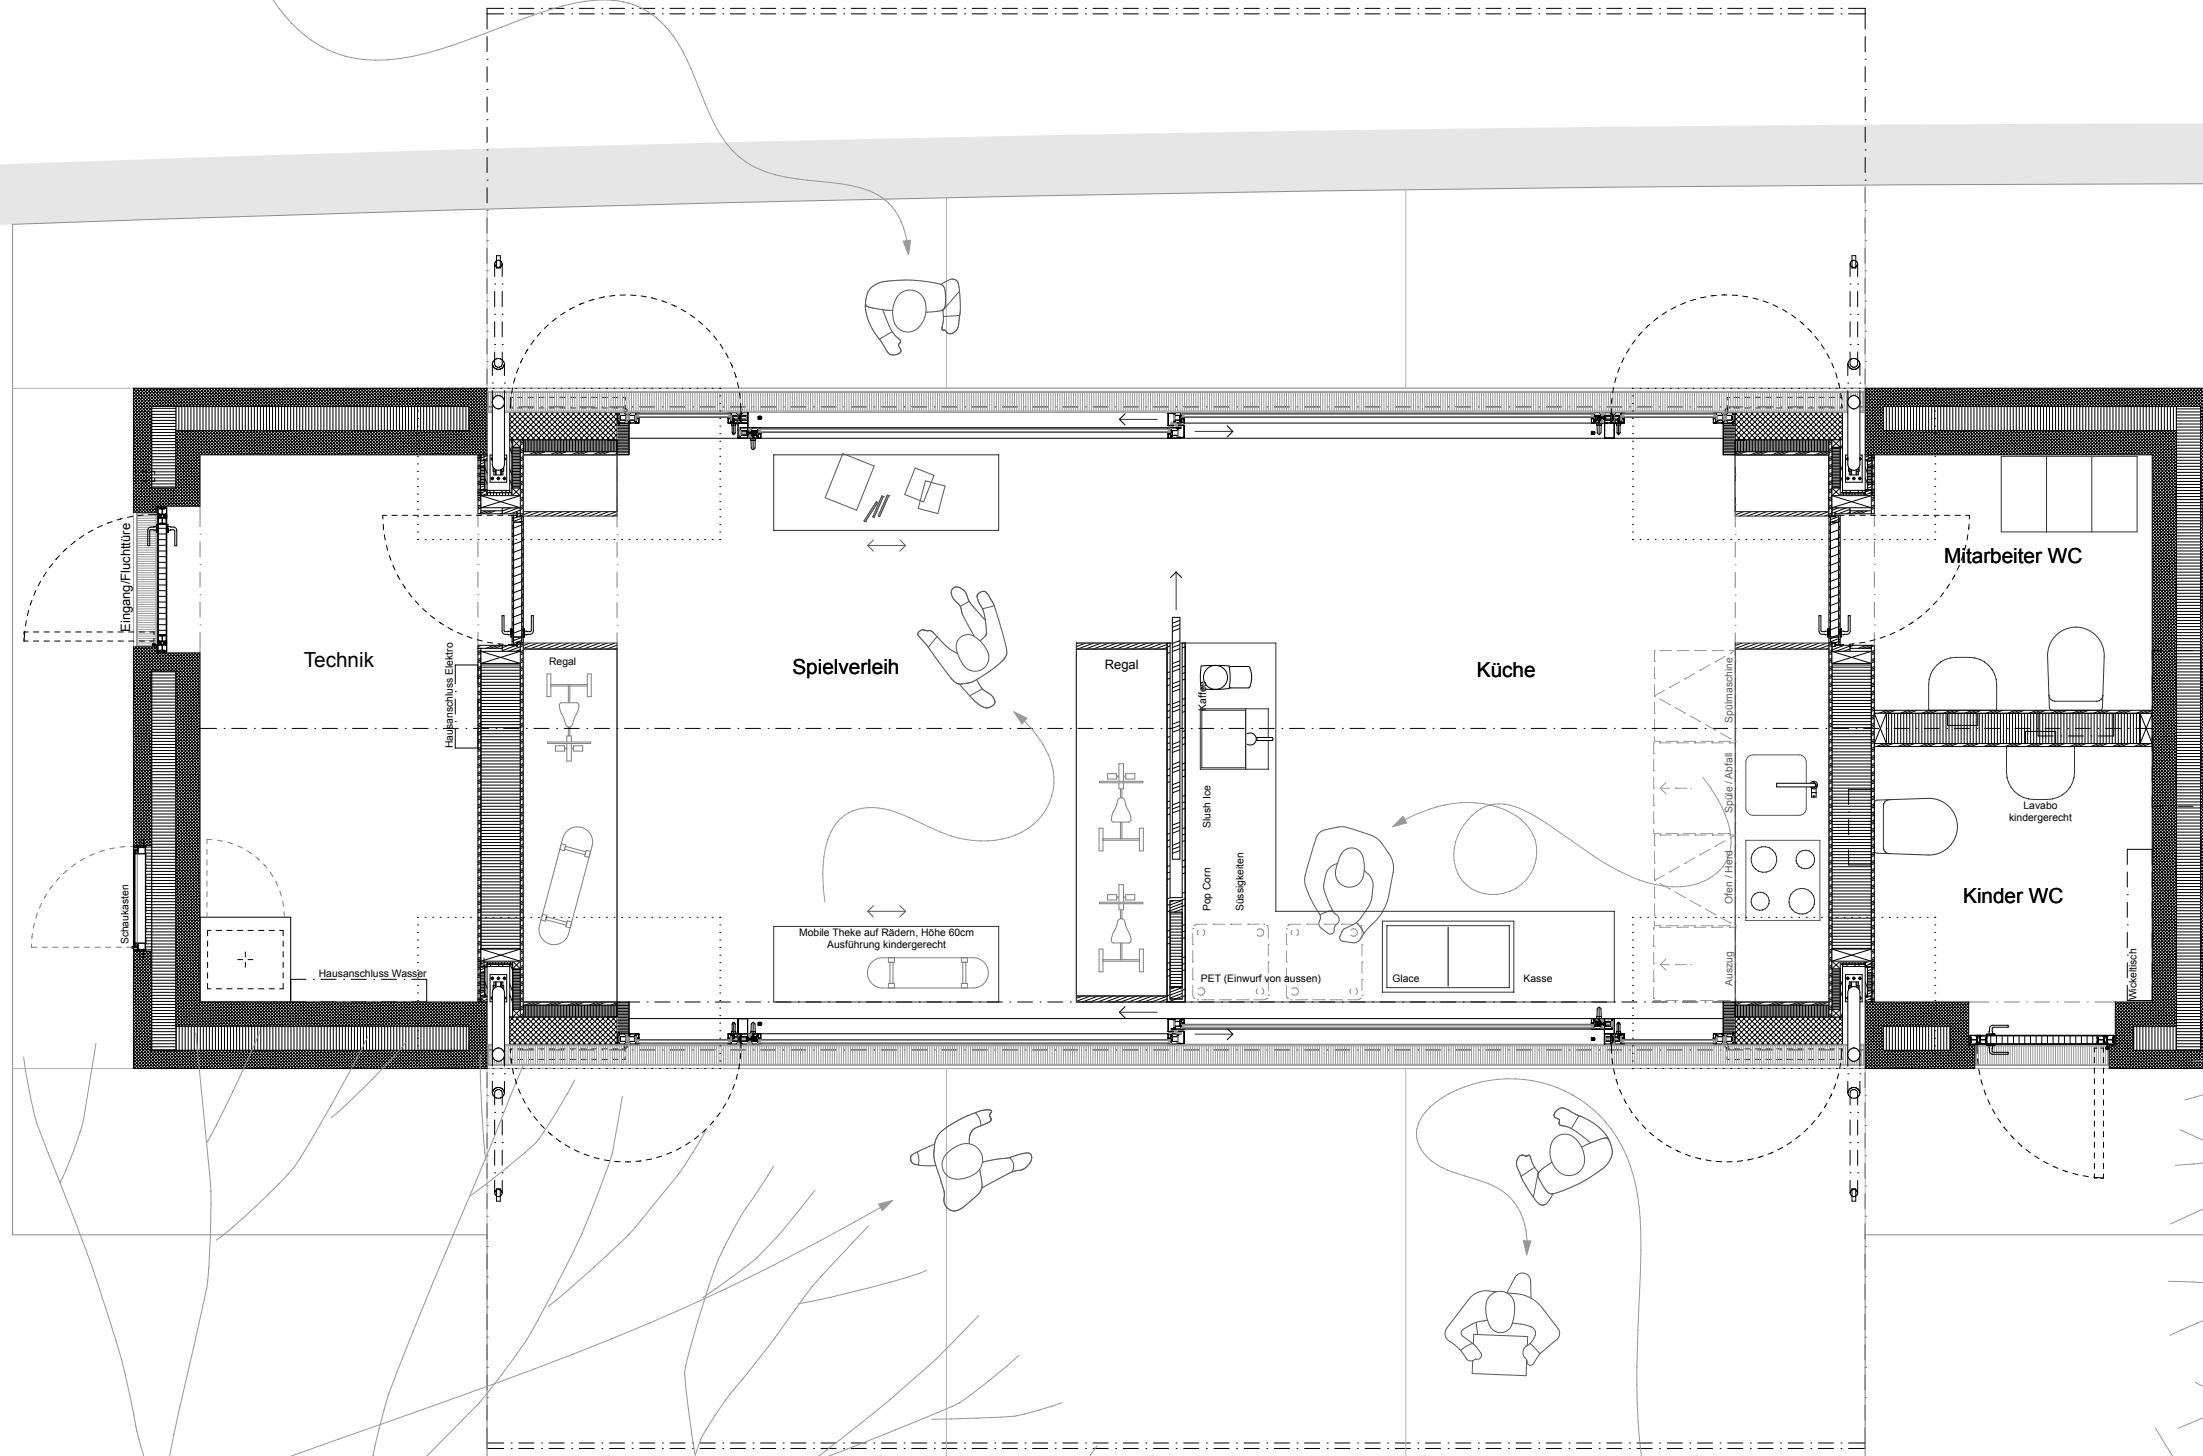 Eingang/Fluchttüre
Schaukasten
Technik
Hausanschluss Elektro
Hausanschluss Wasser
Regal
Spielverleih
Mobile Theke auf Rädern, Höhe 60cm
Ausführung kindergerecht
Regal
Kaffee
Slush Ice
Pop Corn
Süssigkeiten
PET (Einwurf von aussen)
Glace
Kasse
Küche
Spülmaschine
Spüle / Abfall
Ofen / Herd
Auszug
Mitarbeiter WC
Lavabo
kindergerecht
Kinder WC
Wickeltisch